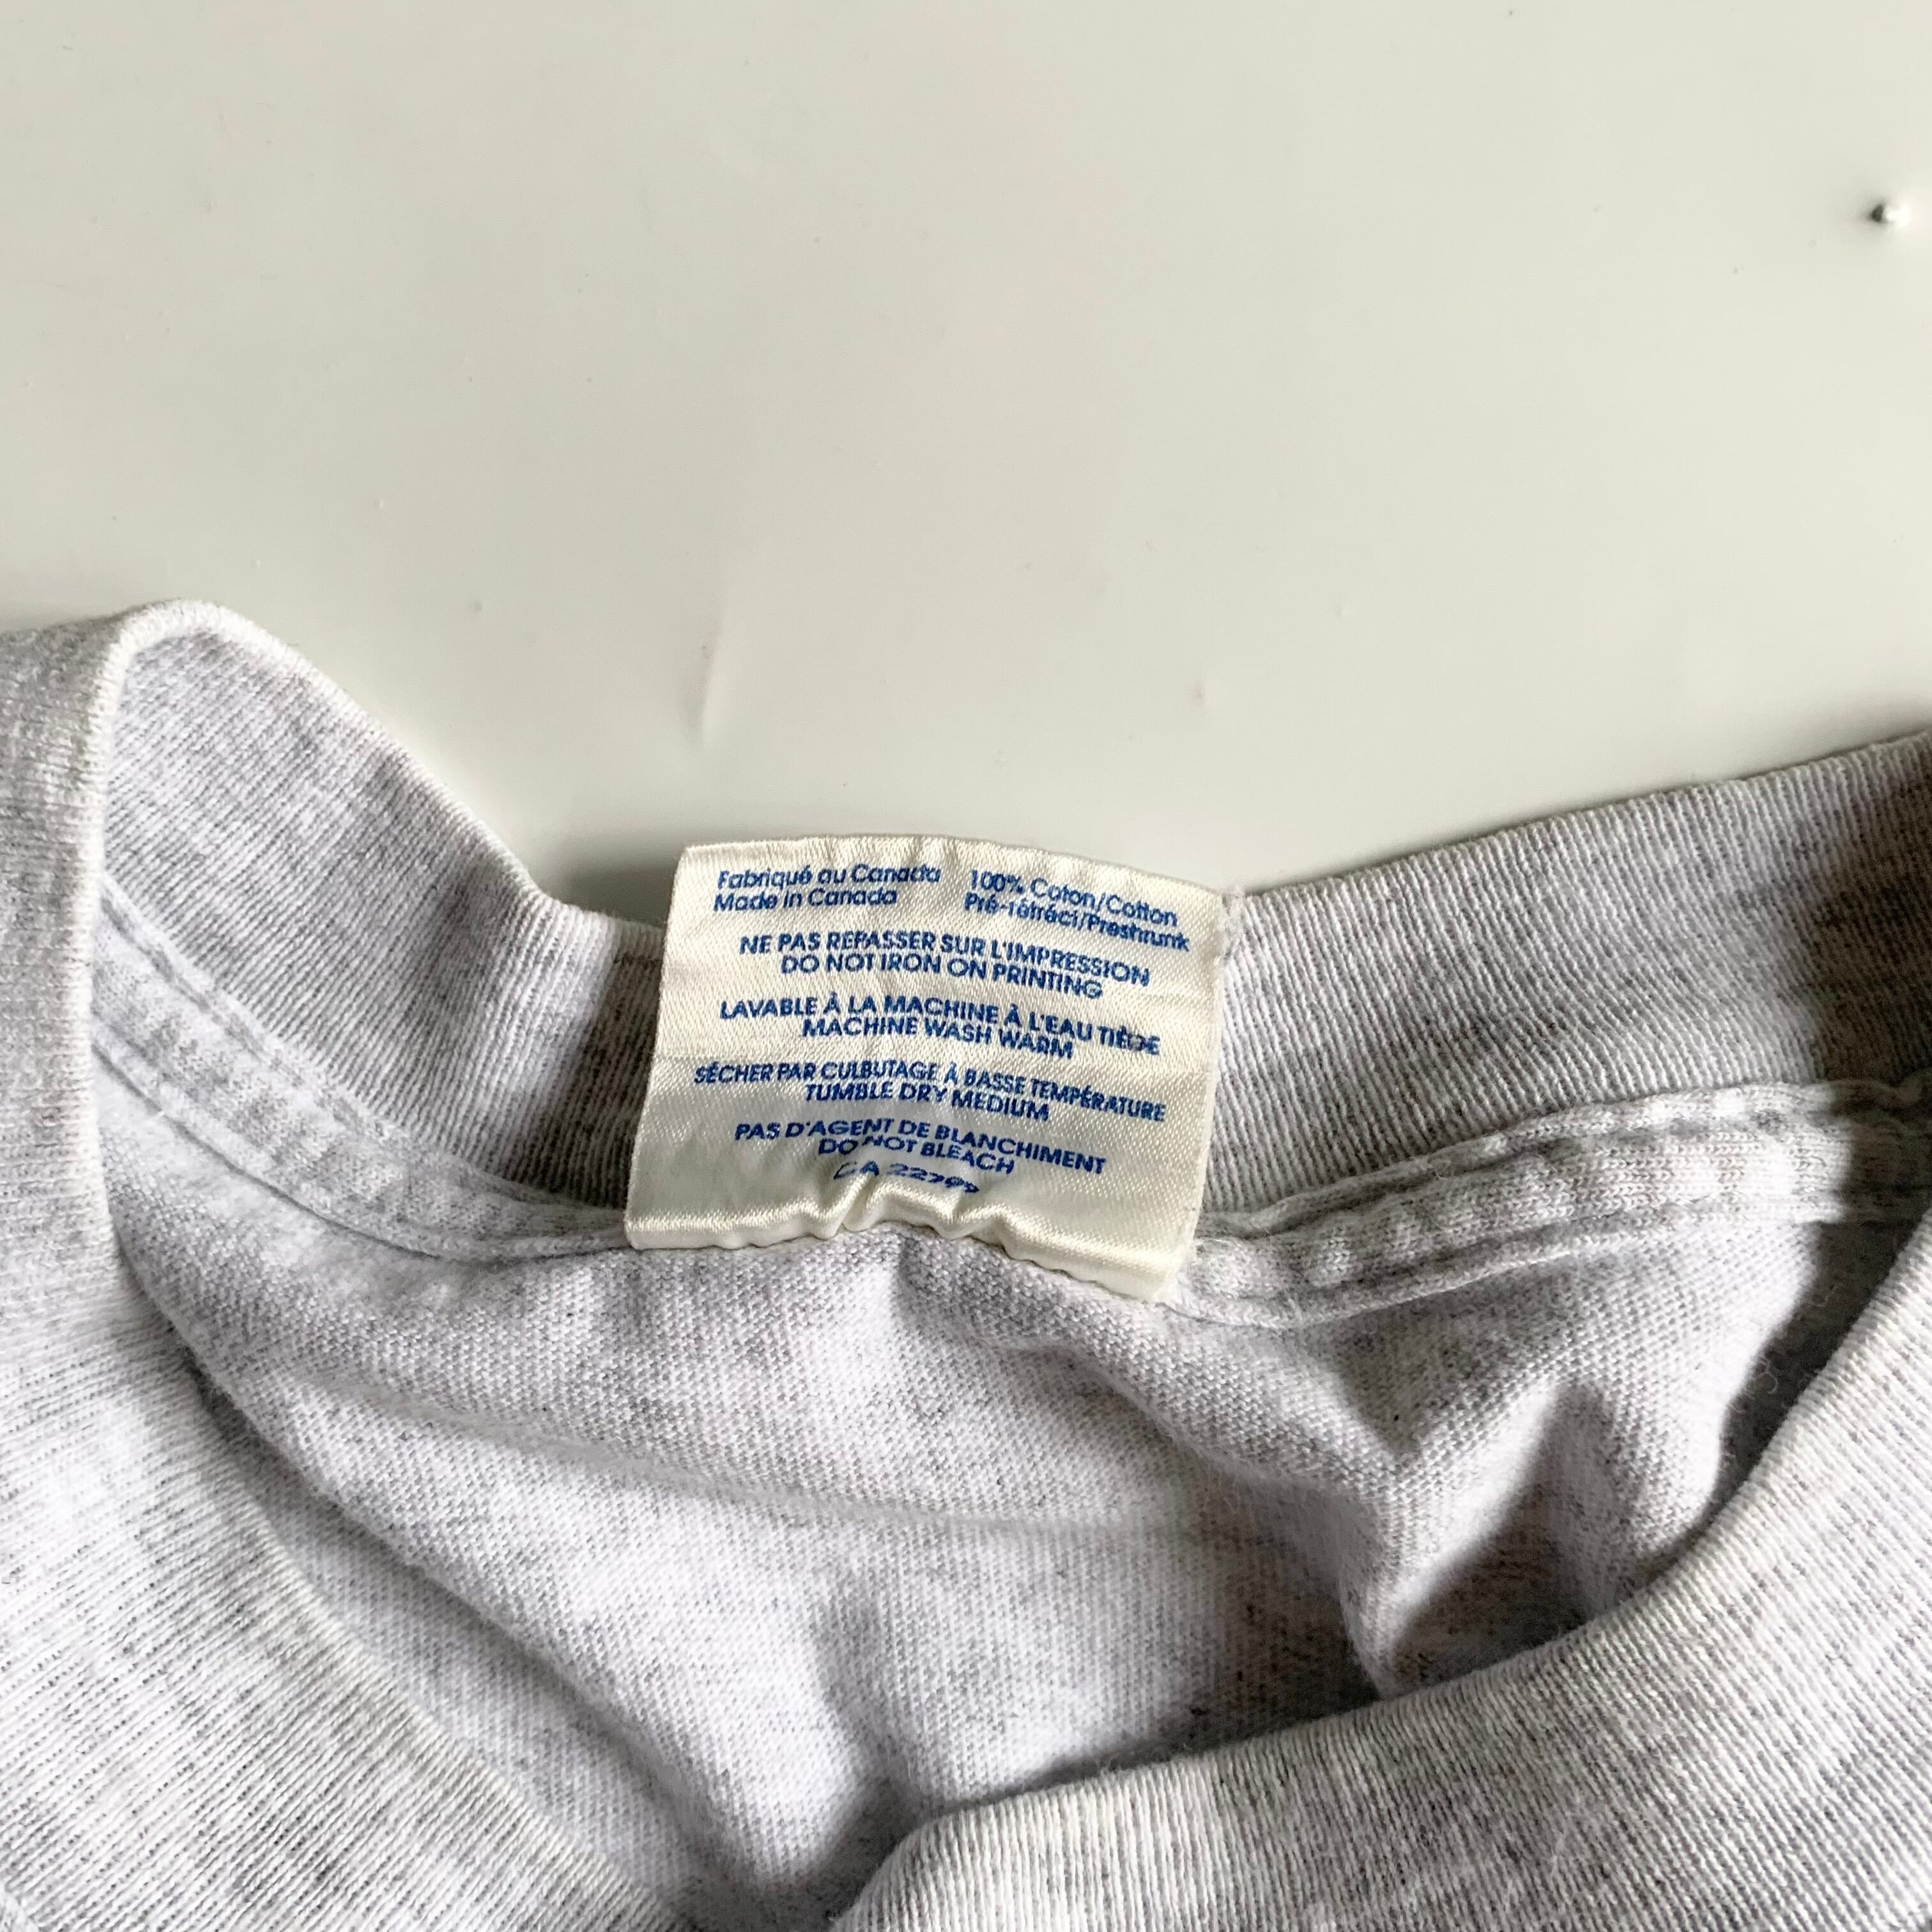 Fabriqué au Canada
Made in Canada
100% Coton/Cotton
Pré-rétréci/Preshrunk
NE PAS REPASSER SUR L'IMPRESSION
DO NOT IRON ON PRINTING
LAVABLE À LA MACHINE À L'EAU TIÈDE
MACHINE WASH WARM
SÉCHER PAR CULBUTAGE À BASSE TEMPÉRATURE
TUMBLE DRY MEDIUM
PAS D'AGENT DE BLANCHIMENT
DO NOT BLEACH
CA